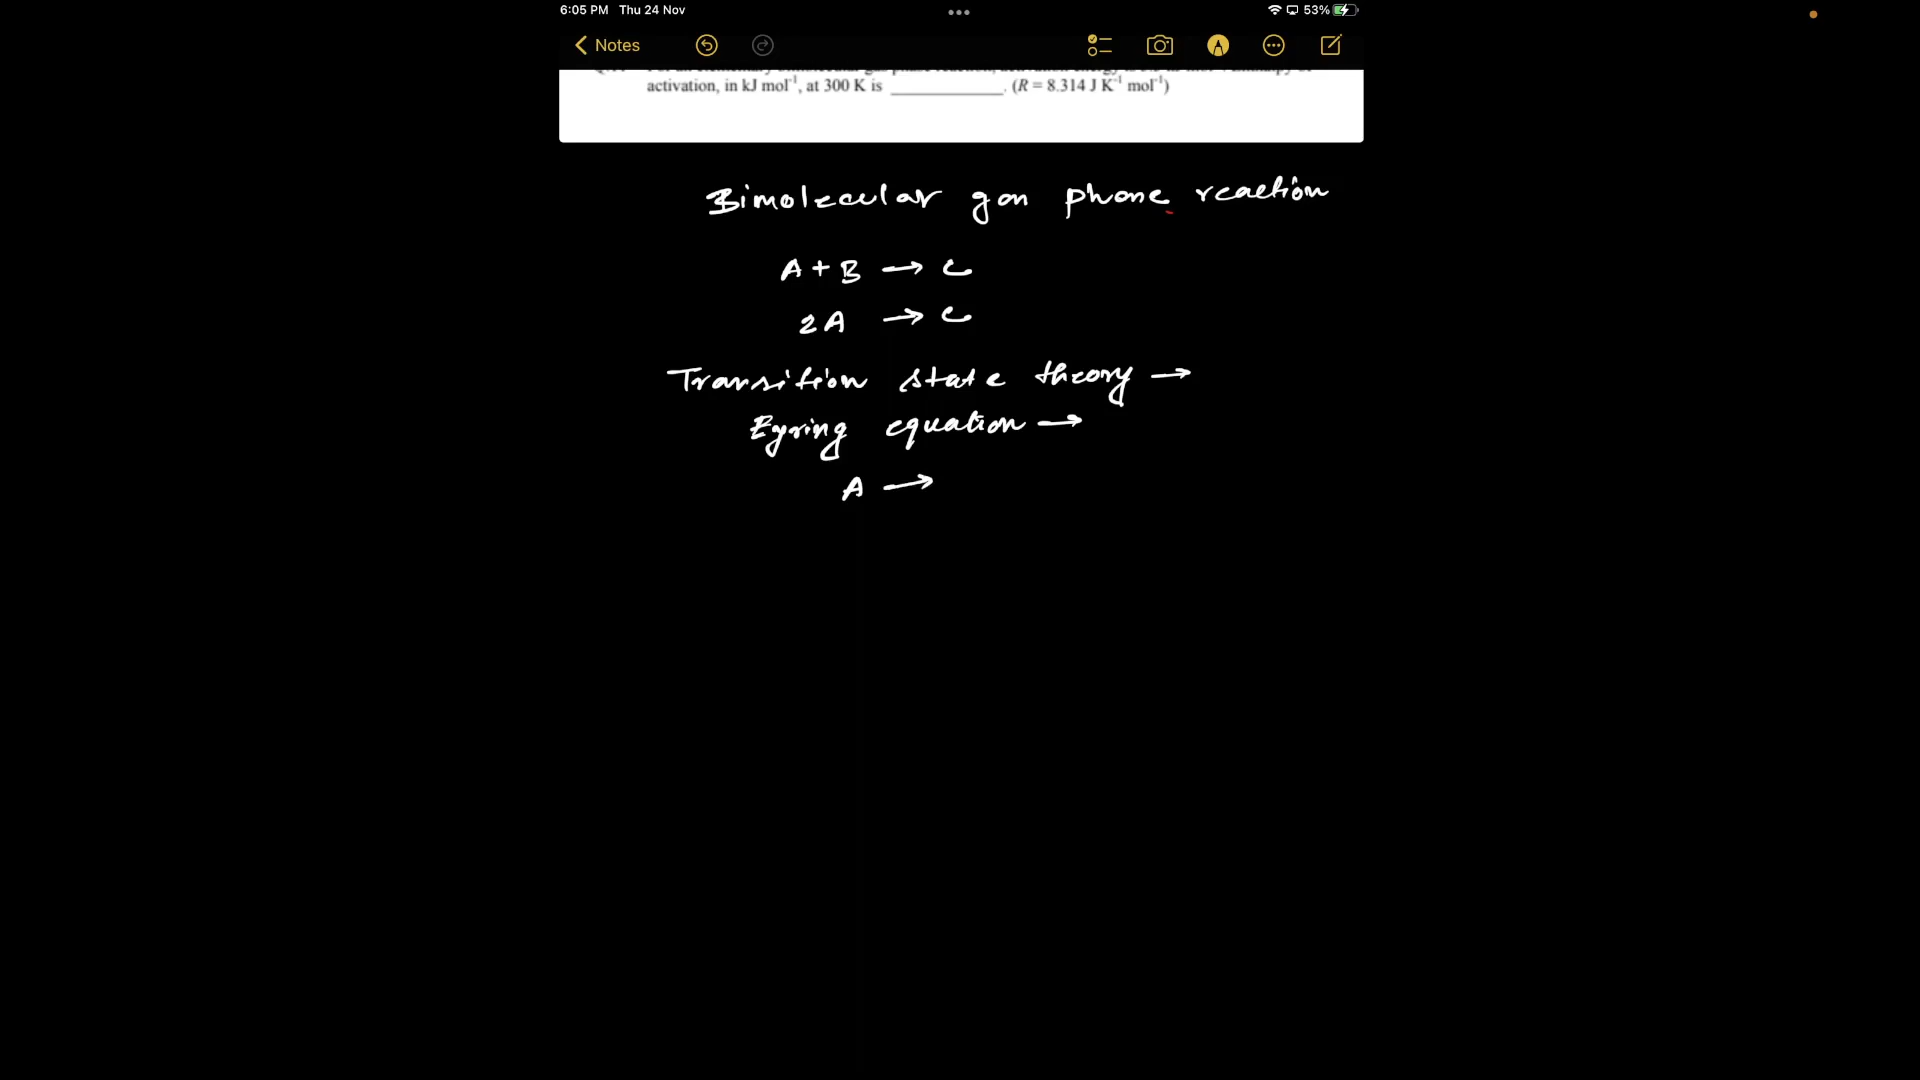 6:05 PM Thu 24 Nov
53%
Notes
activation, in kJ mol⁻¹, at 300 K is ____________. (R = 8.314 J K⁻¹ mol⁻¹)
Bimolecular gas phase reaction
A + B → C
2A → C
Transition state theory →
Eyring equation →
A →